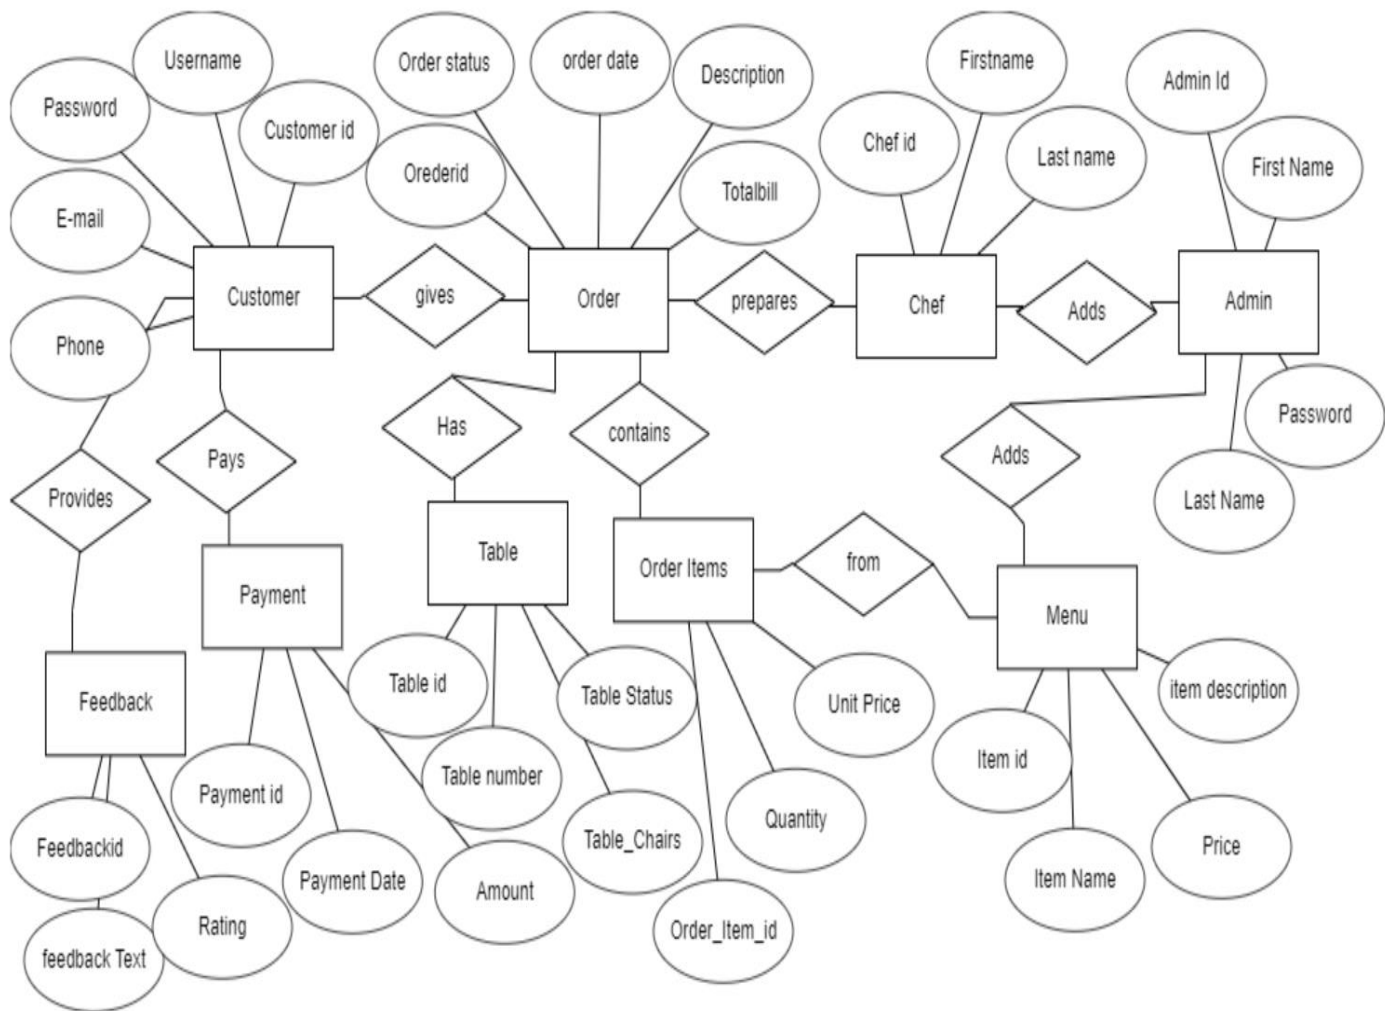 Username
Order status
order date
Description
Firstname
Admin Id
Password
Customer id
Chef id
Last name
First Name
Orederid
Totalbill
E-mail
Customer
gives
Order
prepares
Chef
Adds
Admin
Phone
Password
Has
contains
Adds
Pays
Provides
Last Name
Table
Order Items
from
Payment
Menu
Feedback
Table id
Table Status
Unit Price
item description
Payment id
Table number
Item id
Quantity
Feedbackid
Table_Chairs
Price
Payment Date
Amount
Item Name
Rating
Order_Item_id
feedback Text